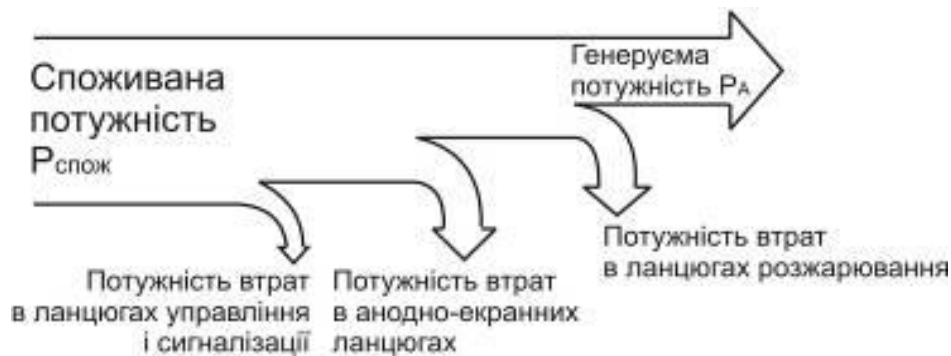 Споживана
потужність
Pспож
Генеруєма
потужність PА
Потужність втрат
в ланцюгах розжарювання
Потужність втрат
в ланцюгах управління
і сигналізації
Потужність втрат
в анодно-екранних
ланцюгах